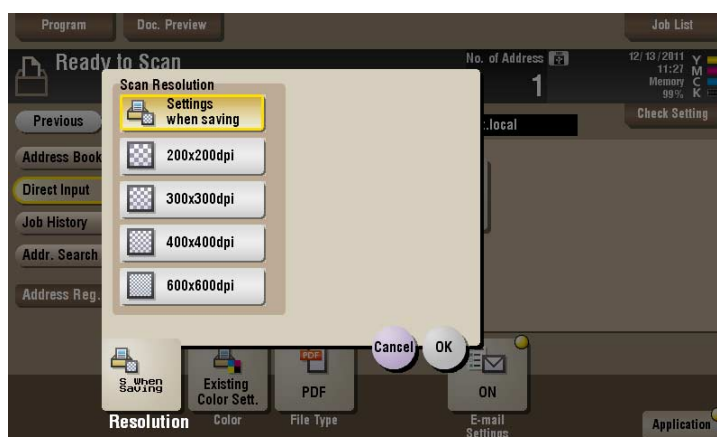 Program
Doc. Preview
Job List
Ready to Scan
No. of Address
1
12/13/2011
11:27
Memory
99%
Y
M
C
K
Check Setting
Previous
.local
Address Book
Direct Input
Job History
Addr. Search
Address Reg.
Scan Resolution
Settings
when saving
200x200dpi
300x300dpi
400x400dpi
600x600dpi
Cancel
OK
S_When
Saving
Existing
Color Sett.
PDF
PDF
ON
Resolution
Color
File Type
E-mail
Settings
Application